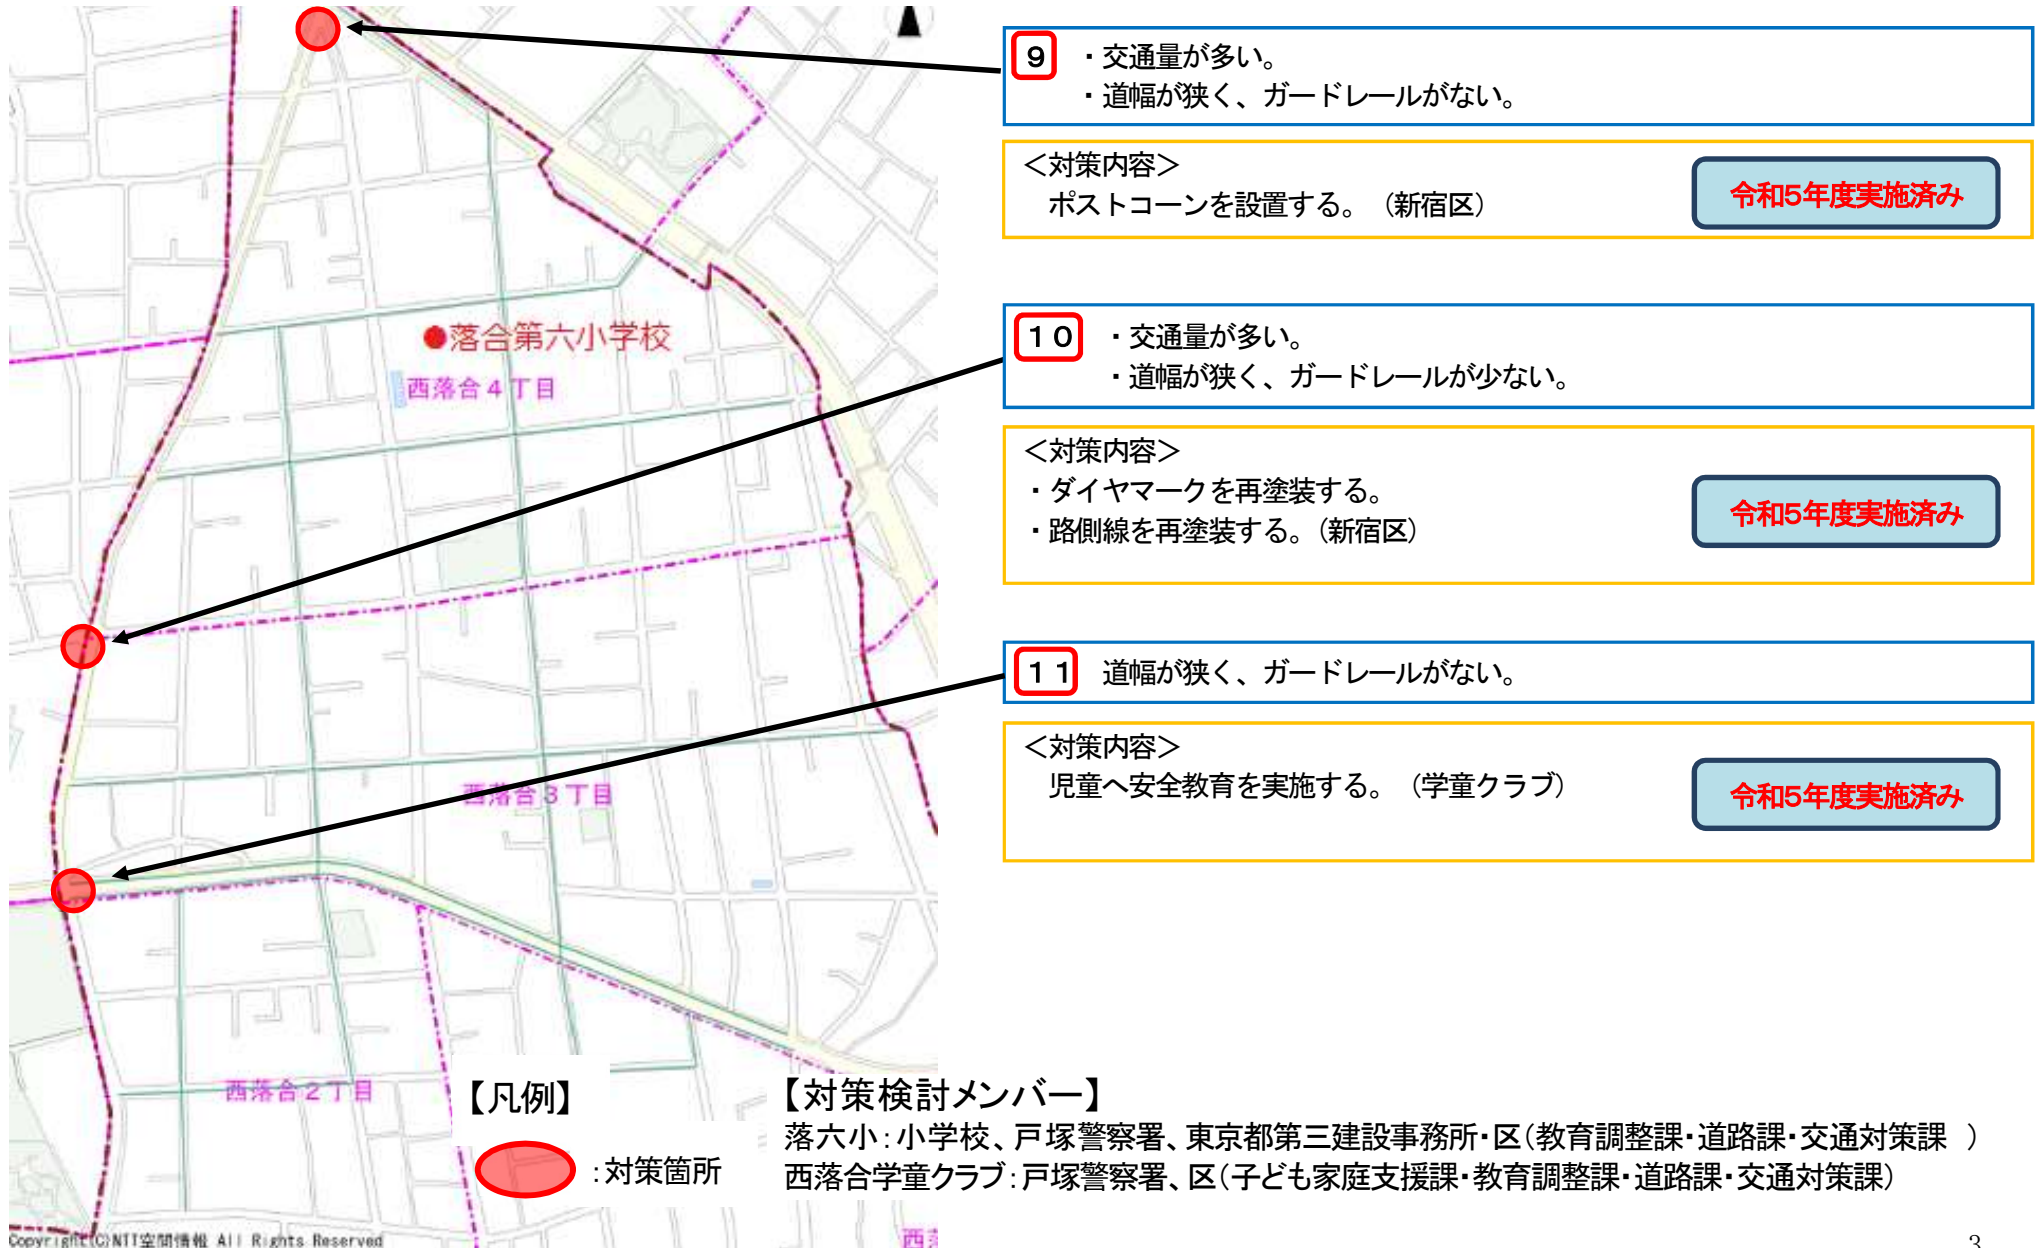 9 ・交通量が多い。
・道幅が狭く、ガードレールがない。
＜対策内容＞
ポストコーンを設置する。（新宿区）
令和5年度実施済み
●落合第六小学校
西落合４丁目
１０ ・交通量が多い。
・道幅が狭く、ガードレールが少ない。
＜対策内容＞
・ダイヤマークを再塗装する。
・路側線を再塗装する。（新宿区）
令和5年度実施済み
１１ 道幅が狭く、ガードレールがない。
＜対策内容＞
児童へ安全教育を実施する。（学童クラブ）
令和5年度実施済み
西落合３丁目
西落合２丁目
【凡例】
：対策箇所
【対策検討メンバー】
落六小：小学校、戸塚警察署、東京都第三建設事務所・区（教育調整課・道路課・交通対策課 ）
西落合学童クラブ：戸塚警察署、区（子ども家庭支援課・教育調整課・道路課・交通対策課）
Copyright(C)NTT空間情報 All Rights Reserved
西落
3